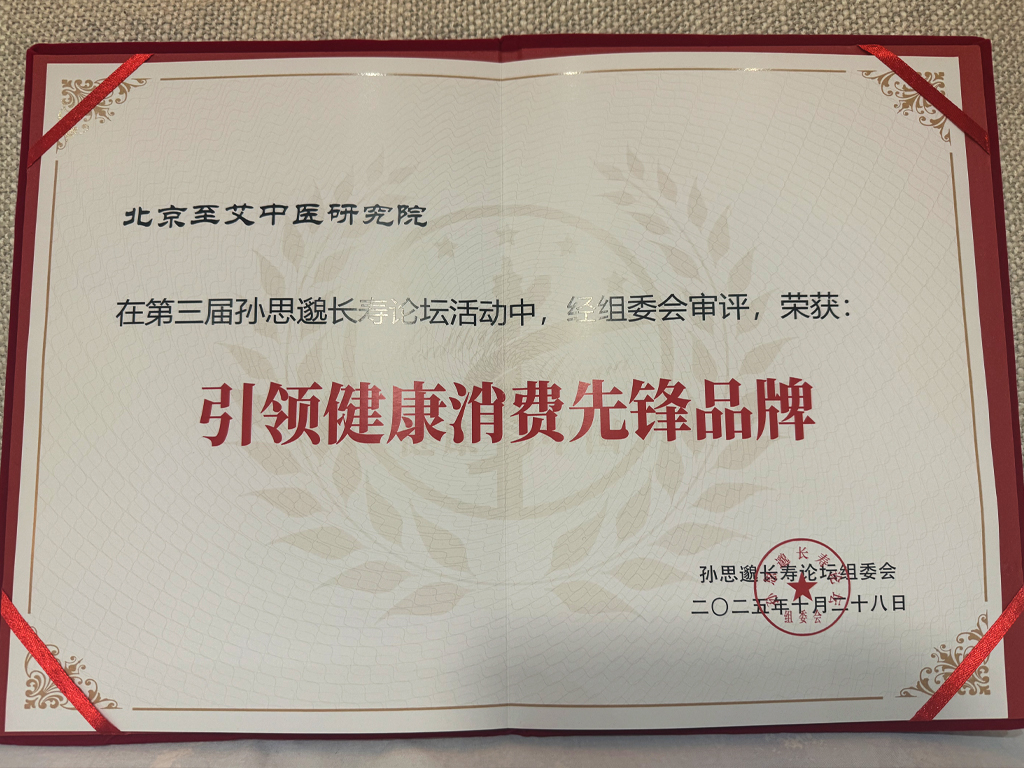 北京至艾中医研究院
在第三届孙思邈长寿论坛活动中，经组委会审评，荣获：
引领健康消费先锋品牌
孙思邈长寿论坛组委会
二〇二五年十月二十八日
组委会